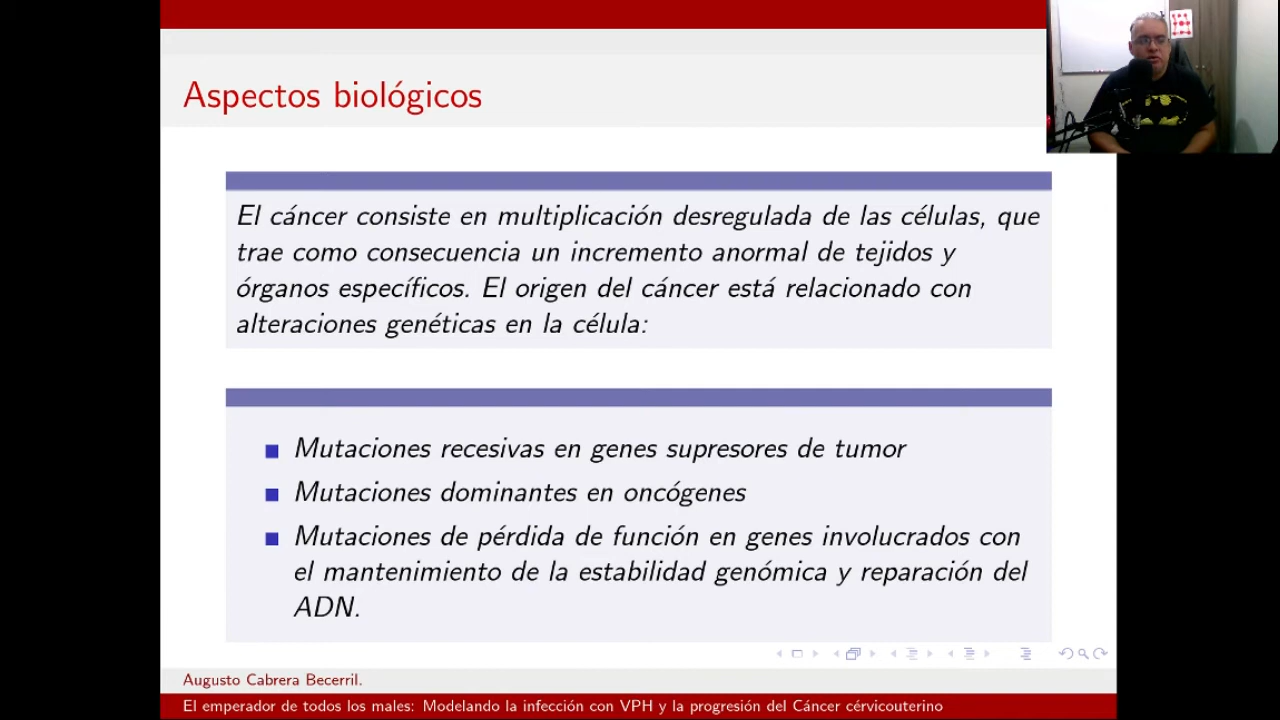 Aspectos biológicos
El cáncer consiste en multiplicación desregulada de las células, que
trae como consecuencia un incremento anormal de tejidos y
órganos específicos. El origen del cáncer está relacionado con
alteraciones genéticas en la célula:
Mutaciones recesivas en genes supresores de tumor
Mutaciones dominantes en oncógenes
Mutaciones de pérdida de función en genes involucrados con
el mantenimiento de la estabilidad genómica y reparación del
ADN.
Augusto Cabrera Becerril.
El emperador de todos los males: Modelando la infección con VPH y la progresión del Cáncer cérvicouterino